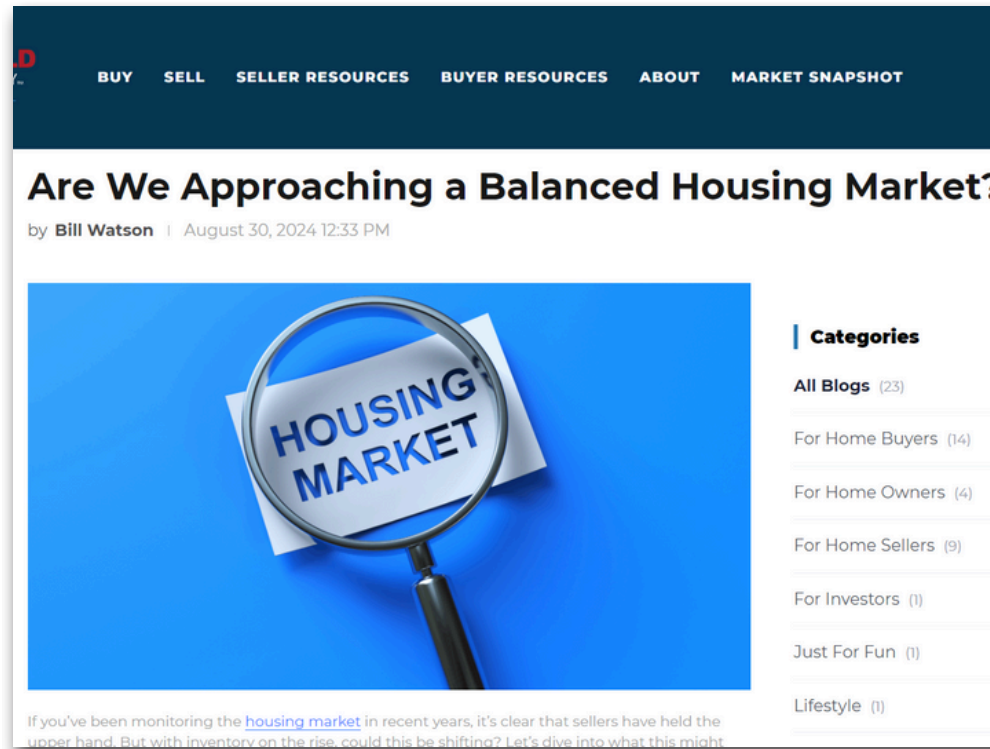 BUY SELL SELLER RESOURCES BUYER RESOURCES ABOUT MARKET SNAPSHOT
Are We Approaching a Balanced Housing Market?
by Bill Watson | August 30, 2024 12:33 PM
HOUSING
MARKET
Categories
All Blogs (23)
For Home Buyers (14)
For Home Owners (4)
For Home Sellers (9)
For Investors (1)
Just For Fun (1)
Lifestyle (1)
If you've been monitoring the housing market in recent years, it's clear that sellers have held the
upper hand. But with inventory on the rise, could this be shifting? Let's dive into what this might